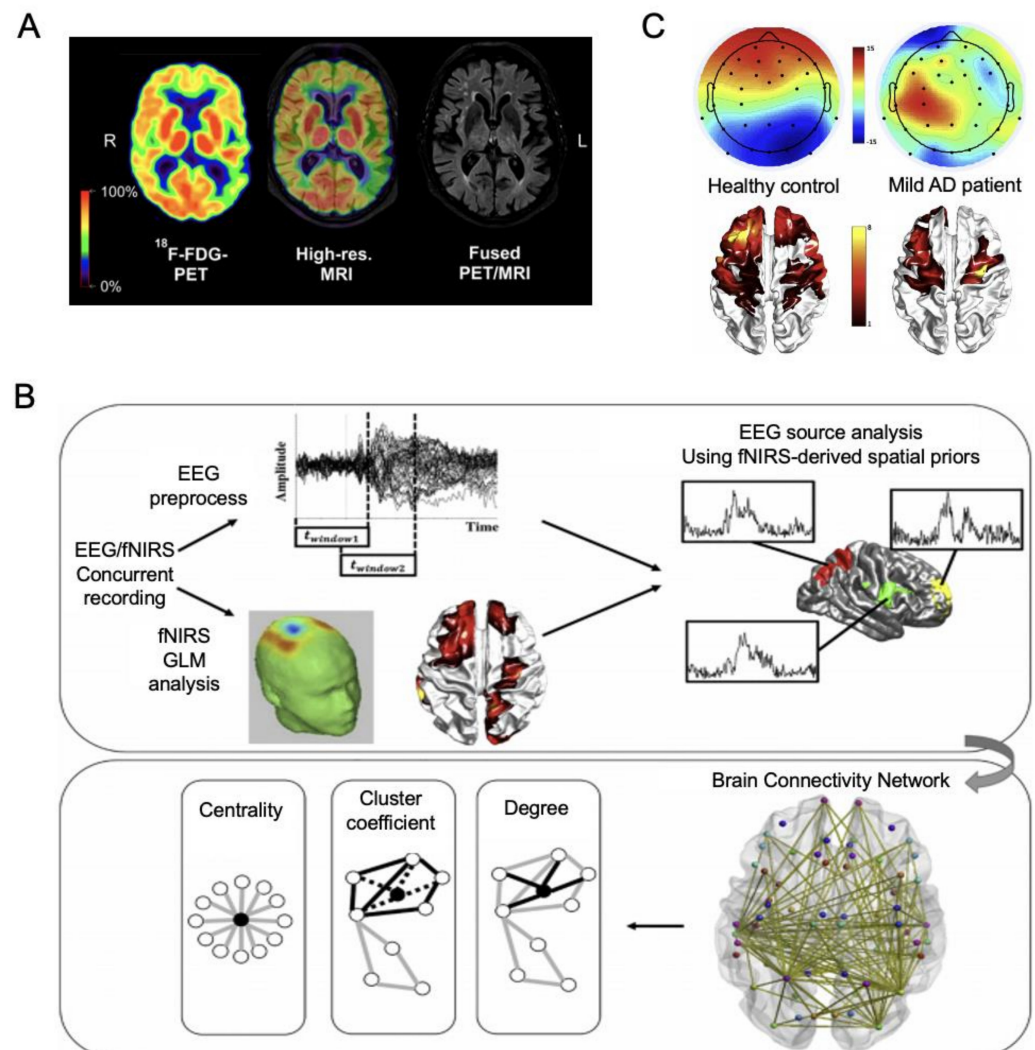 A
R
L
100%
0%
18F-FDG-
PET
High-res.
MRI
Fused
PET/MRI
C
15
-15
Healthy control
Mild AD patient
8
1
B
EEG/fNIRS
Concurrent
recording
EEG
preprocess
Amplitude
Time
twindow1
twindow2
fNIRS
GLM
analysis
EEG source analysis
Using fNIRS-derived spatial priors
Brain Connectivity Network
Centrality
Cluster
coefficient
Degree